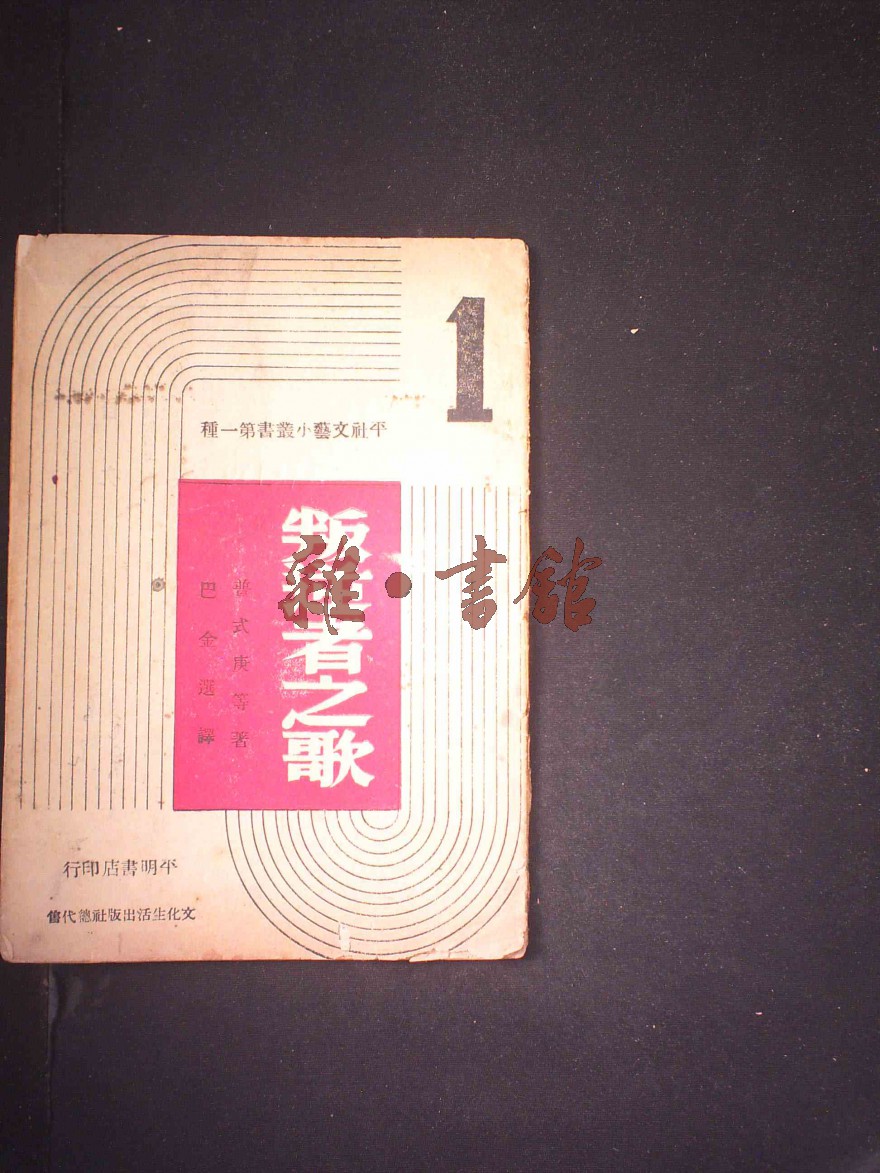 1
平社文藝小叢書第一種
叛逆者之歌
普式庚等著
巴金選譯
雜·書館
平明書店印行
文化生活出版社總代售